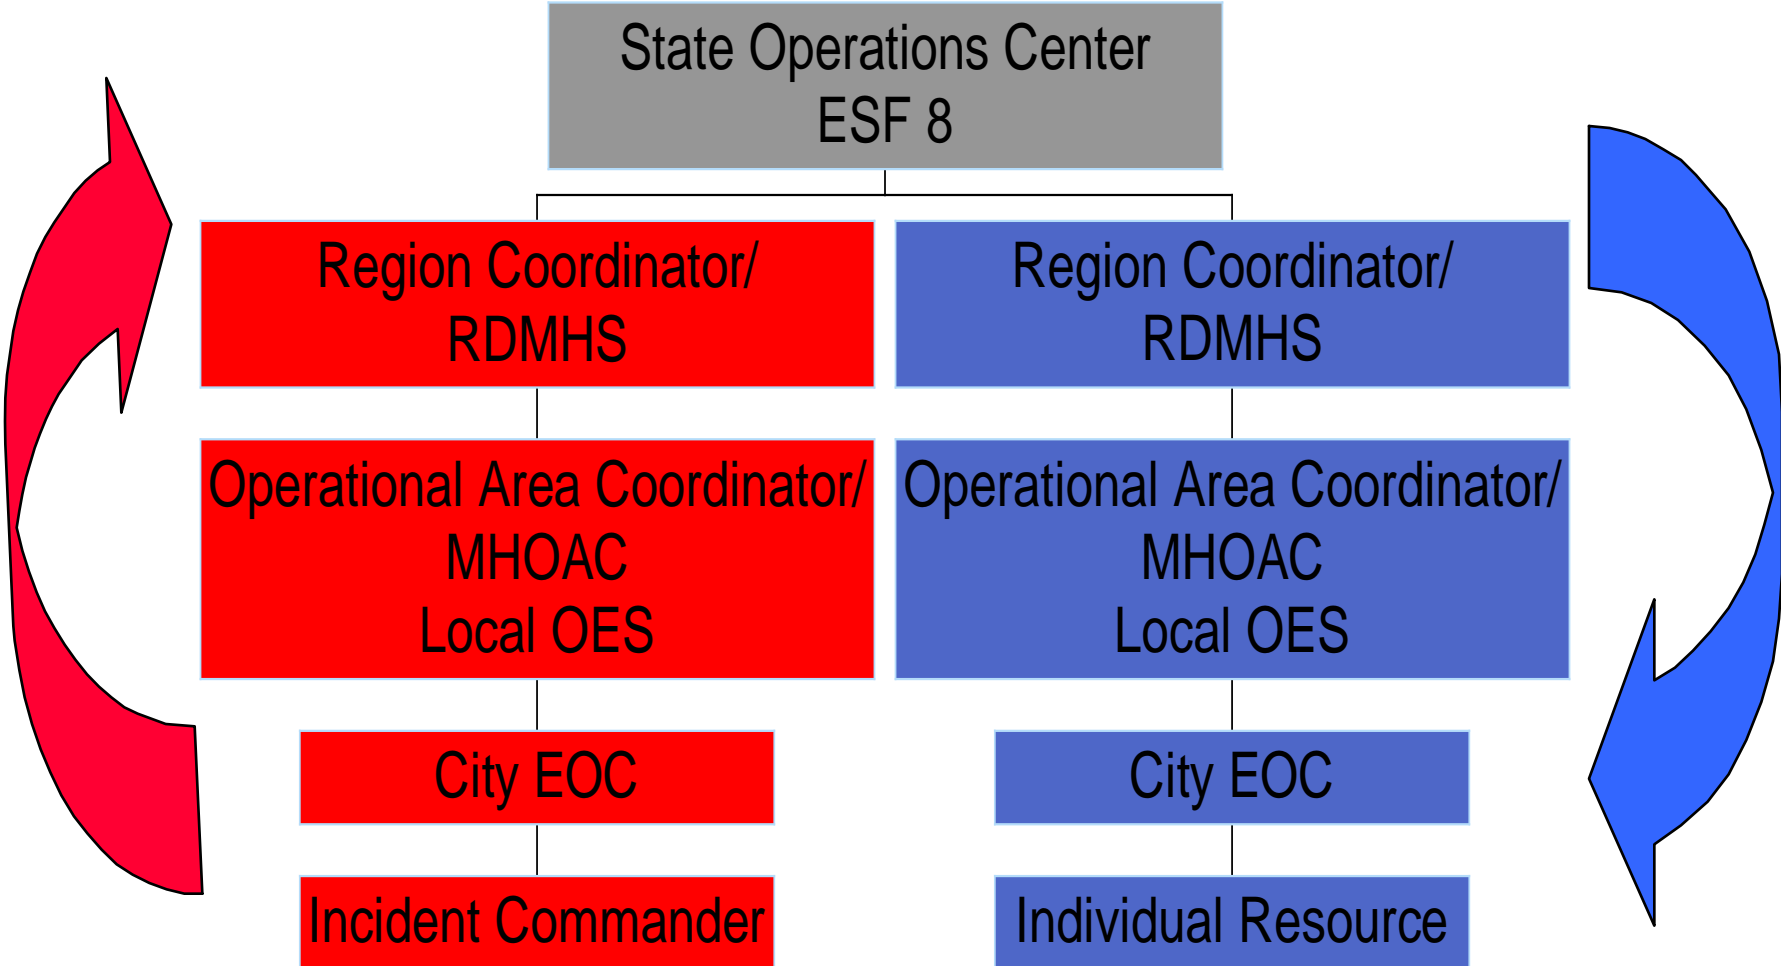 State Operations Center
ESF 8
Region Coordinator/
RDMHS
Region Coordinator/
RDMHS
Operational Area Coordinator/
MHOAC
Local OES
Operational Area Coordinator/
MHOAC
Local OES
City EOC
City EOC
Incident Commander
Individual Resource